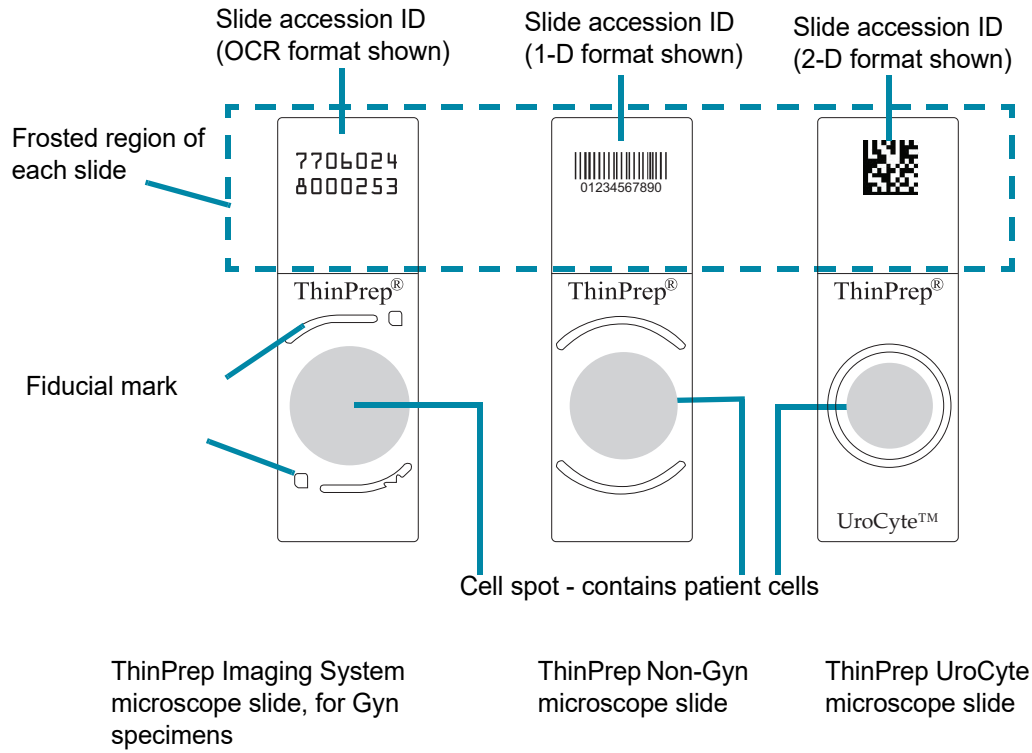 Slide accession ID
(OCR format shown)
Slide accession ID
(1-D format shown)
Slide accession ID
(2-D format shown)
Frosted region of
each slide
7706024
8000253
01234567890
ThinPrep®
ThinPrep®
ThinPrep®
Fiducial mark
UroCyte™
Cell spot - contains patient cells
ThinPrep Imaging System
microscope slide, for Gyn
specimens
ThinPrep Non-Gyn
microscope slide
ThinPrep UroCyte
microscope slide